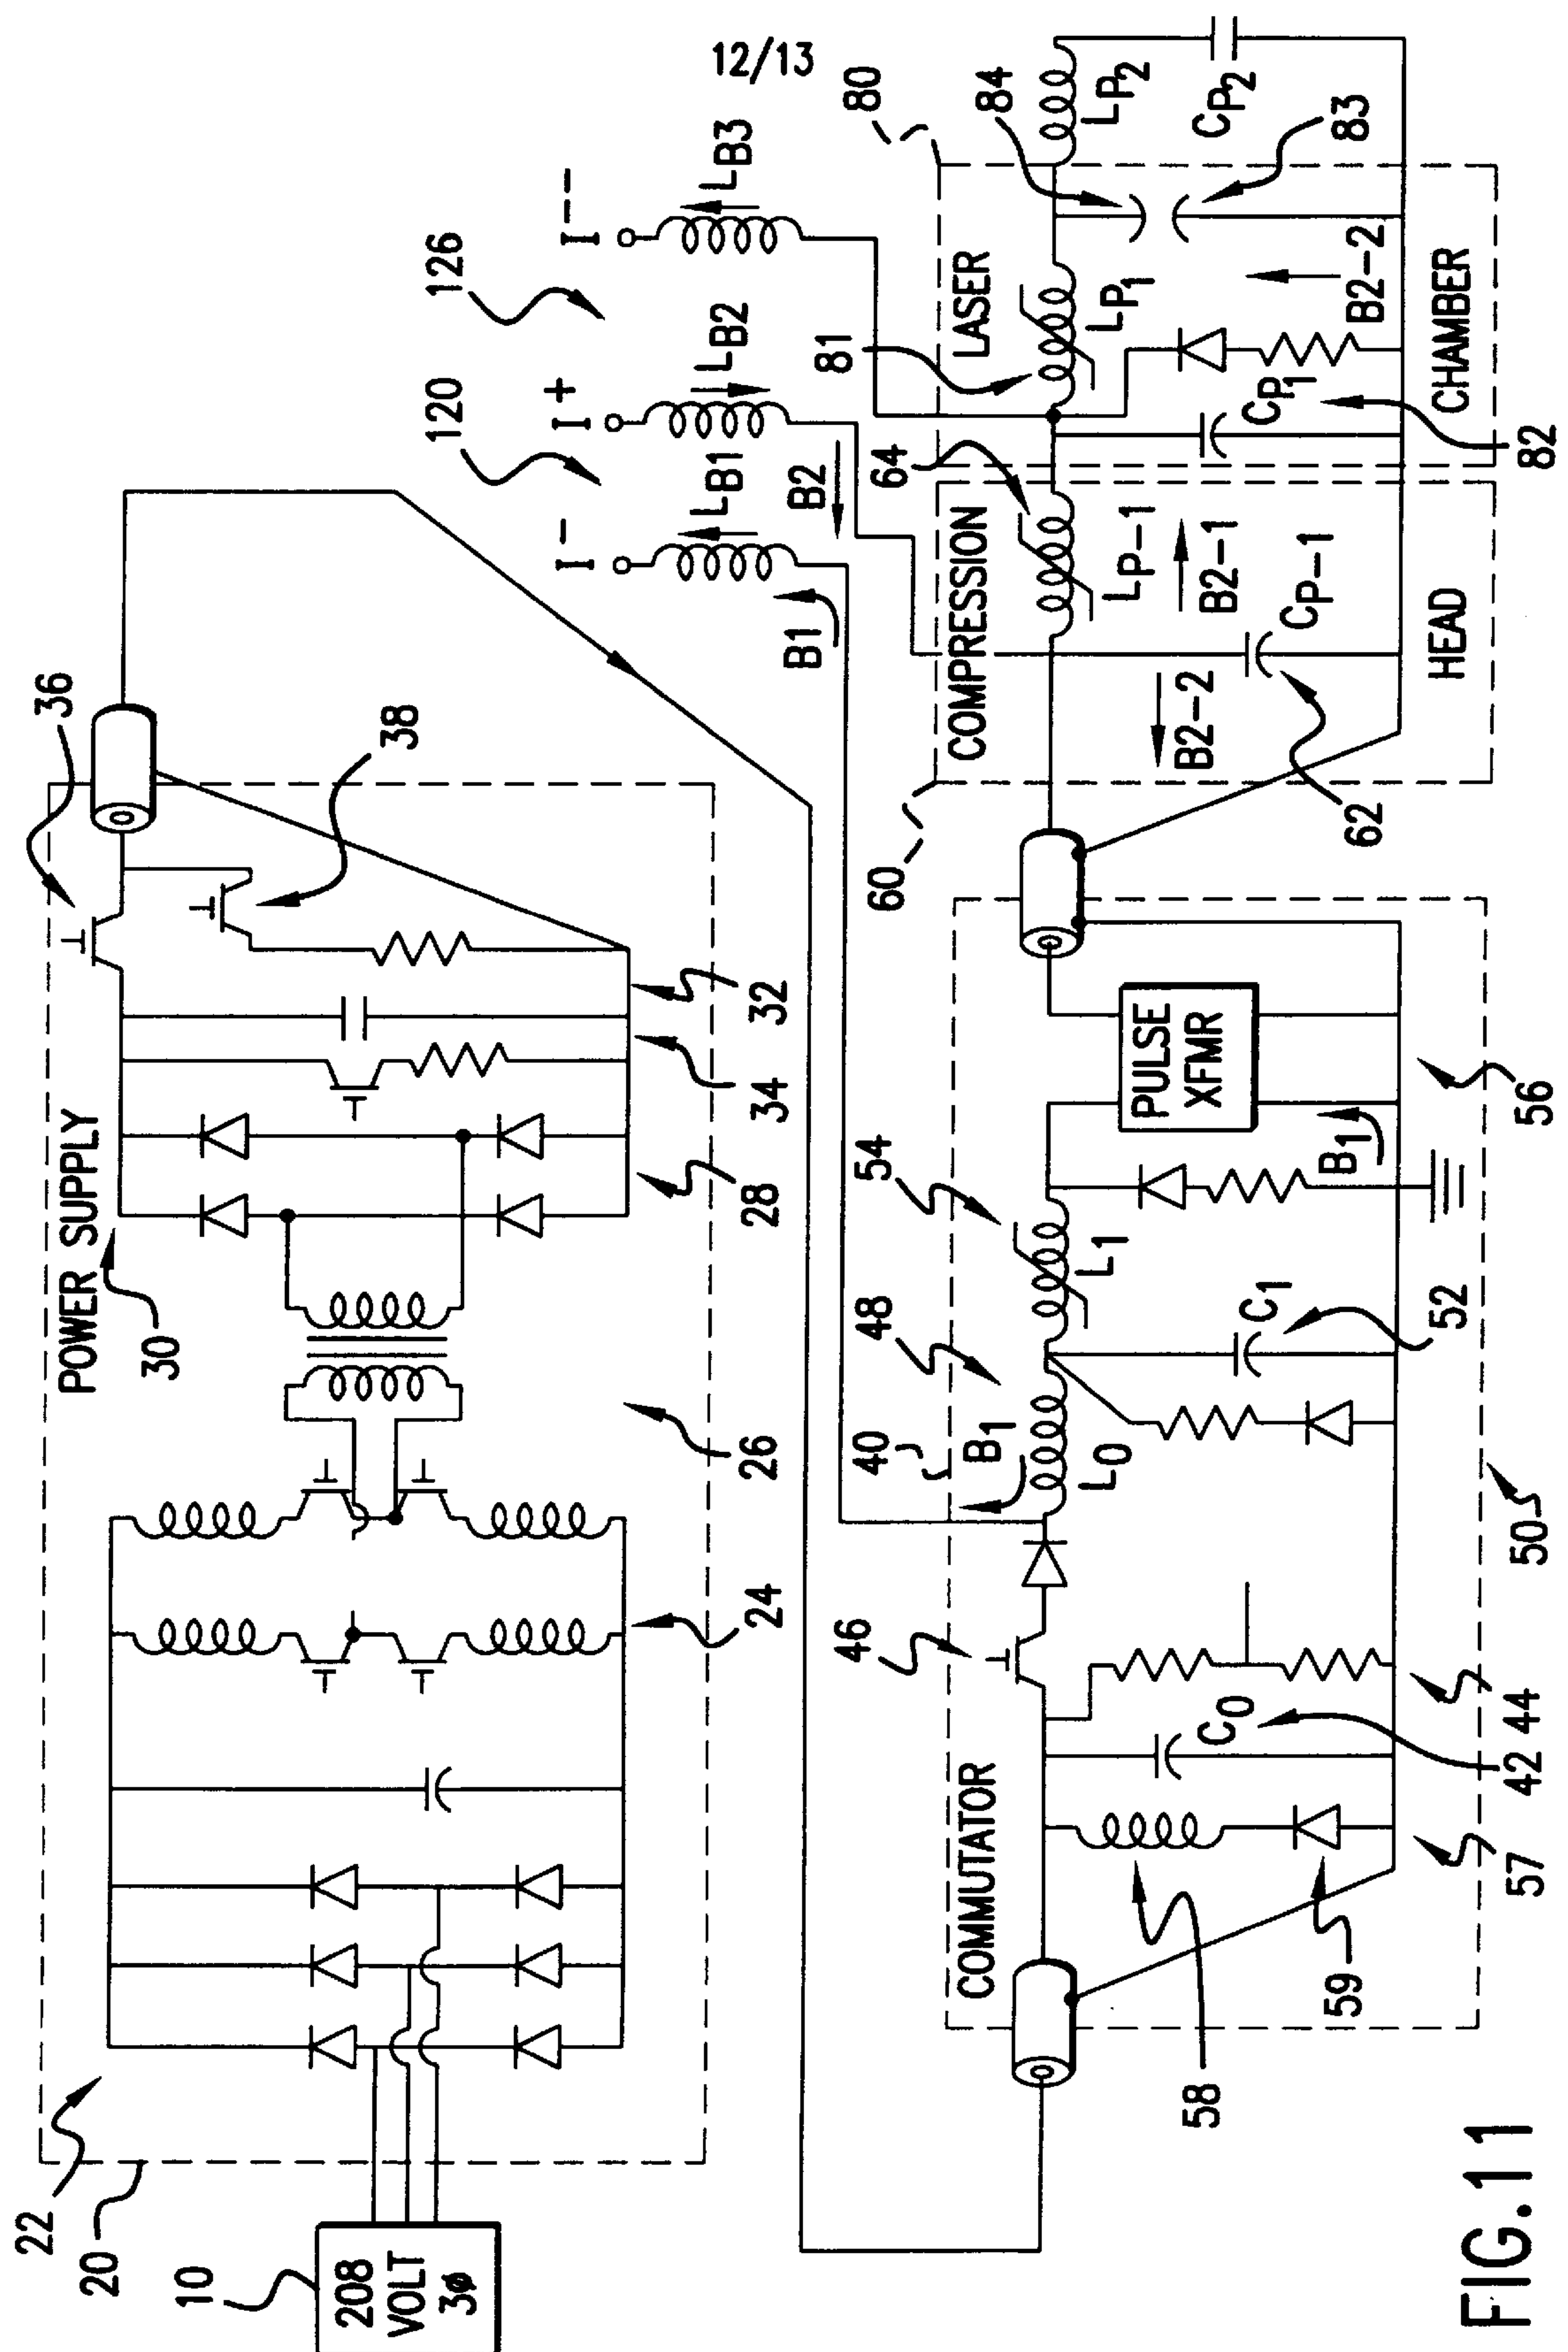 12/13
10
208
VOLT
3ø
20
22
24
26
POWER SUPPLY
30
28
34
32
36
38
120
126
I-
I+
I--
LB1
LB2
LB3
B1
B2
COMMUTATOR
46
40
B1
48
54
L0
L1
C0
C1
PULSE
XFMR
B1
58
59
57
42
44
50
52
56
60
COMPRESSION
HEAD
64
LP-1
CP-1
B2-1
B2-2
62
80
LASER
CHAMBER
81
84
LP1
CP1
B2-2
82
83
LP2
CP2
FIG.11